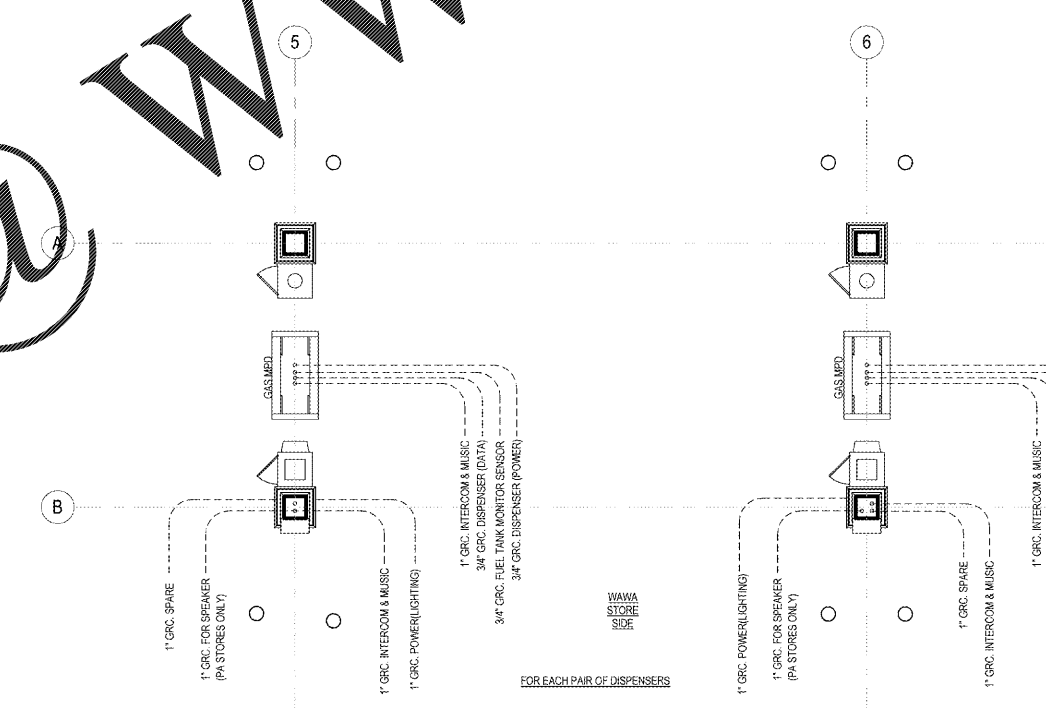 5
6
@ W
A
GAS MPD
GAS MPD
B
1" GRC. SPARE
1" GRC. FOR SPEAKER
(PA STORES ONLY)
1" GRC. INTERCOM & MUSIC
1" GRC. POWER(LIGHTING)
1" GRC. INTERCOM & MUSIC
3/4" GRC. DISPENSER (DATA)
3/4" GRC. FUEL TANK MONITOR SENSOR
3/4" GRC. DISPENSER (POWER)
WAWA
STORE
SIDE
FOR EACH PAIR OF DISPENSERS
1" GRC. POWER(LIGHTING)
1" GRC. FOR SPEAKER
(PA STORES ONLY)
1" GRC. SPARE
1" GRC. INTERCOM & MUSIC
1" GRC. INTERCOM & MUSIC